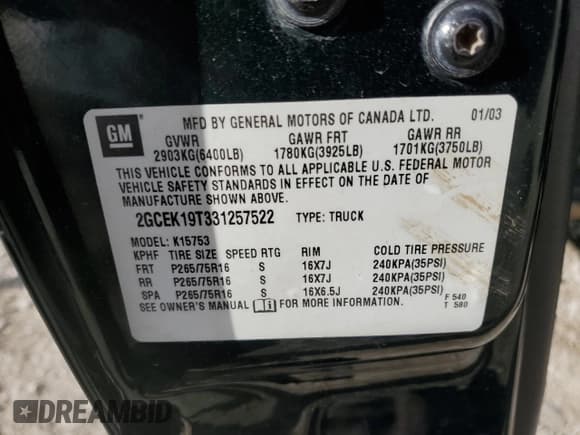 GM
MFD BY GENERAL MOTORS OF CANADA LTD. 01/03
GVWR GAWR FRT GAWR RR
2903KG(6400LB) 1780KG(3925LB) 1701KG(3750LB)
THIS VEHICLE CONFORMS TO ALL APPLICABLE U.S. FEDERAL MOTOR
VEHICLE SAFETY STANDARDS IN EFFECT ON THE DATE OF
MANUFACTURE SHOWN ABOVE.
2GCEK19T331257522 TYPE: TRUCK
MODEL: K15753
KPHF TIRE SIZE SPEED RTG RIM COLD TIRE PRESSURE
FRT P265/75R16 S 16X7J 240KPA(35PSI)
RR P265/75R16 S 16X7J 240KPA(35PSI)
SPA P265/75R16 S 16X6.5J 240KPA(35PSI)
SEE OWNER'S MANUAL FOR MORE INFORMATION. F 540
T 580
DREAMBID